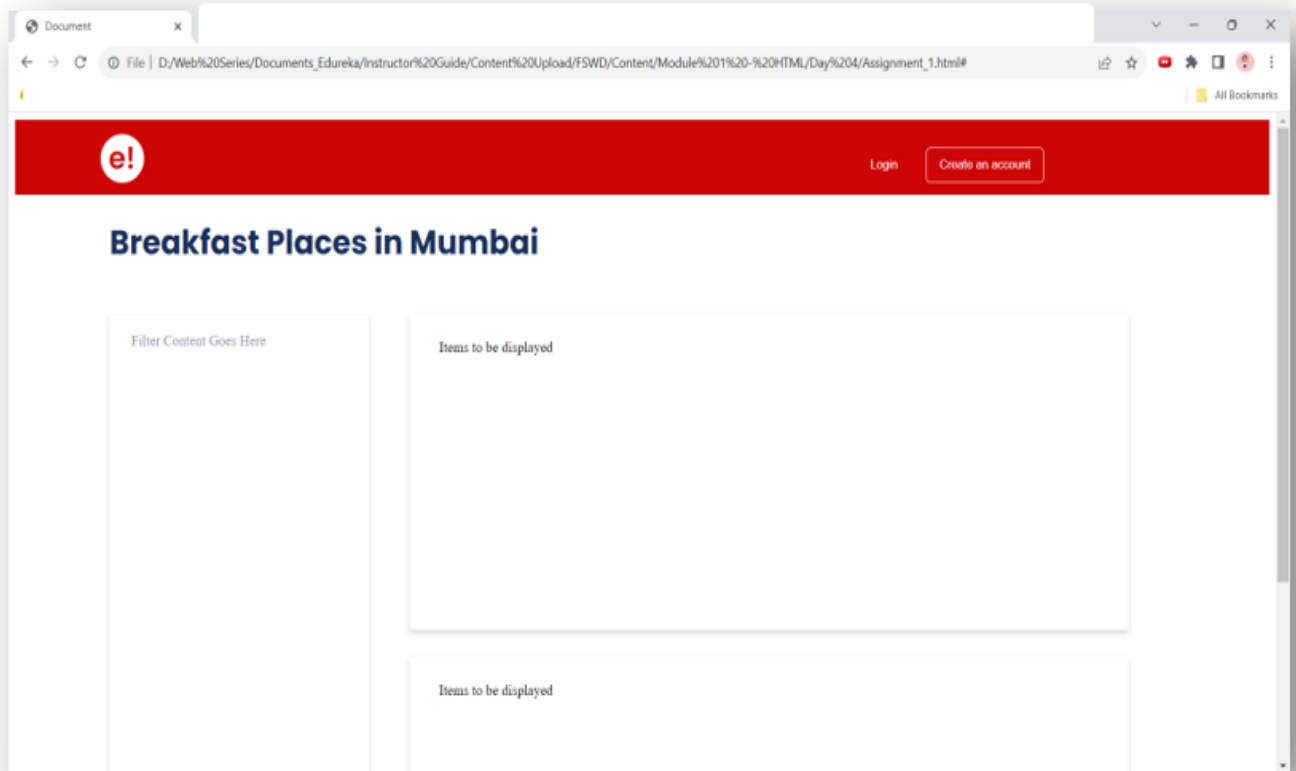 Document
File | D:/Web%20Series/Documents_Edureka/Instructor%20Guide/Content%20Upload/FSWD/Content/Module%201%20-%20HTML/Day%204/Assignment_1.html#
All Bookmarks
e!
Login
Create an account
Breakfast Places in Mumbai
Filter Content Goes Here
Items to be displayed
Items to be displayed